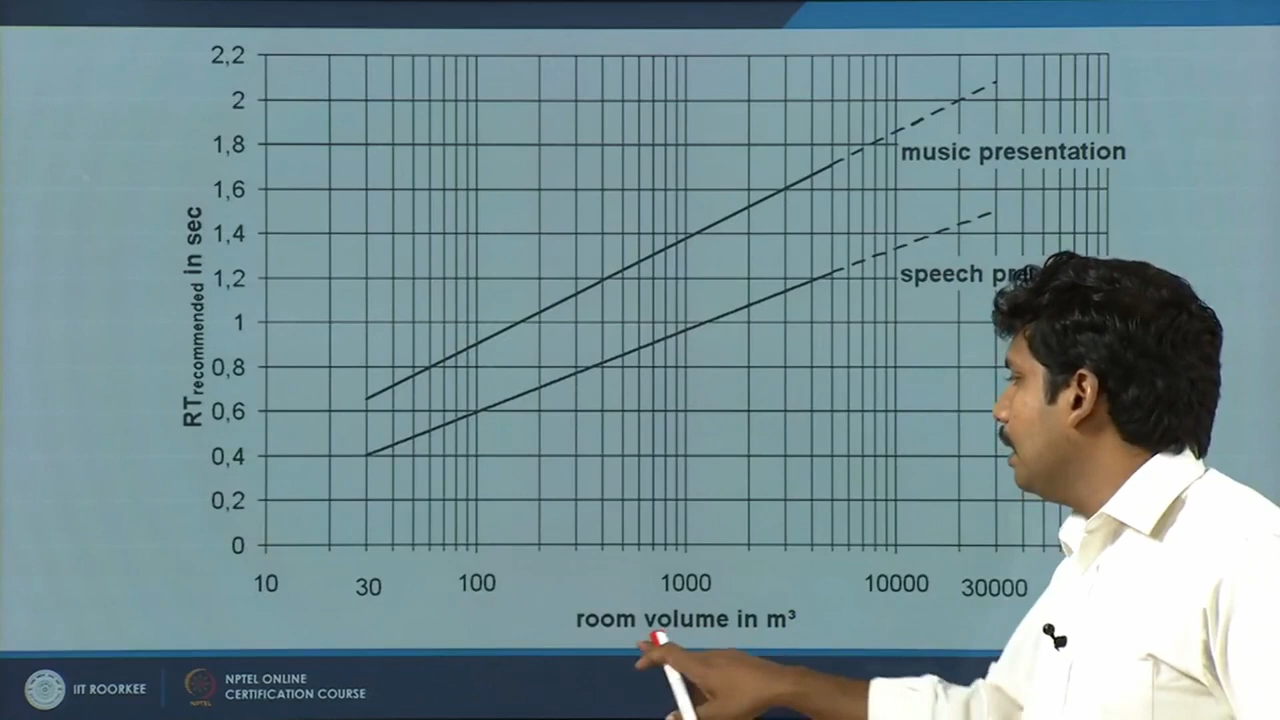 2,2
2
1,8
1,6
1,4
1,2
1
0,8
0,6
0,4
0,2
0
RTrecommended in sec
music presentation
speech
10
30
100
1000
10000
30000
room volume in m³
IIT ROORKEE
NPTEL
NPTEL ONLINE
CERTIFICATION COURSE